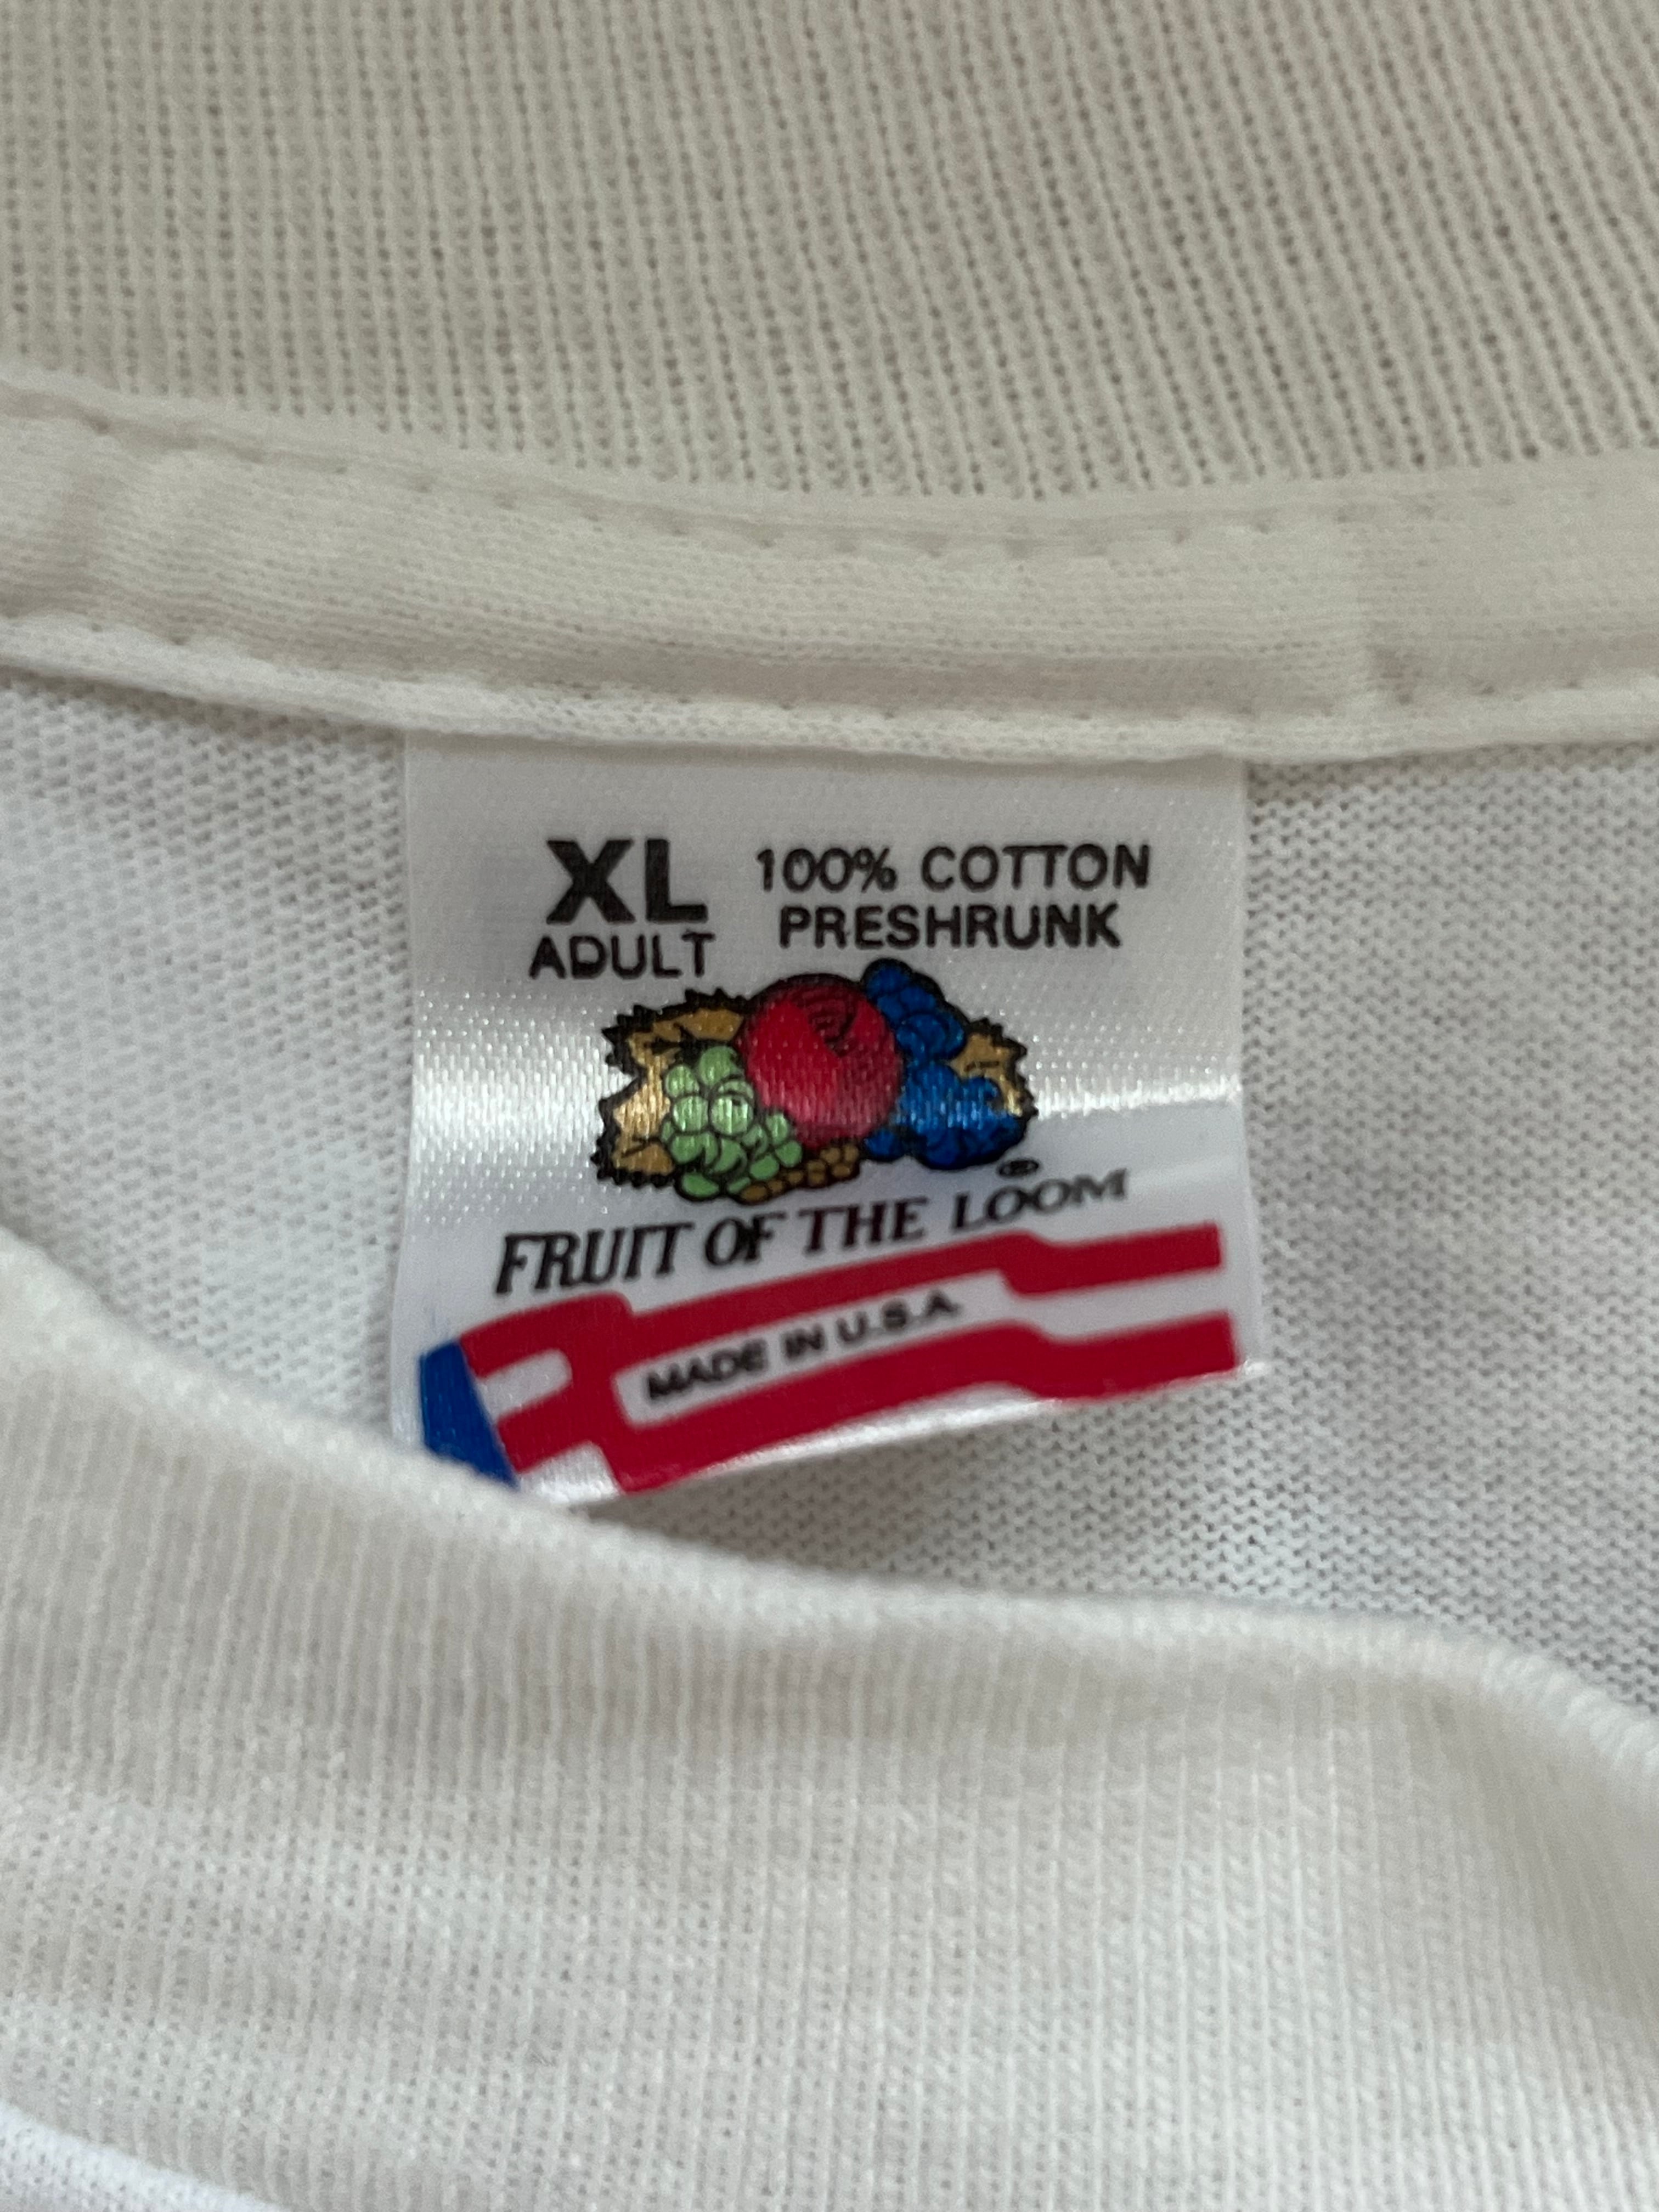 XL
ADULT
100% COTTON
PRESHRUNK
®
FRUIT OF THE LOOM
MADE IN U.S.A.